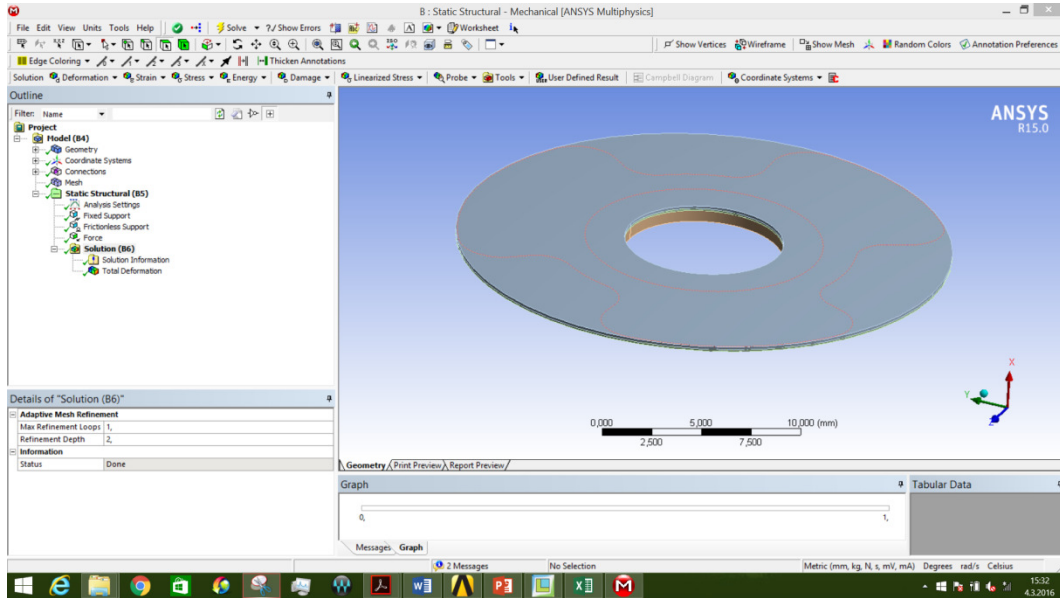 B : Static Structural - Mechanical [ANSYS Multiphysics]
File Edit View Units Tools Help Solve ?/ Show Errors Worksheet
Show Vertices Wireframe Show Mesh Random Colors Annotation Preferences
Edge Coloring Thicken Annotations
Solution Deformation Strain Stress Energy Damage Linearized Stress Probe Tools User Defined Result Campbell Diagram Coordinate Systems
Outline
Filter: Name
Project
Model (B4)
Geometry
Coordinate Systems
Connections
Mesh
Static Structural (B5)
Analysis Settings
Fixed Support
Frictionless Support
Force
Solution (B6)
Solution Information
Total Deformation
ANSYS
R15.0
X
Y
Z
0,000 5,000 10,000 (mm)
2,500 7,500
Geometry Print Preview Report Preview
Details of "Solution (B6)"
Adaptive Mesh Refinement
Max Refinement Loops 1,
Refinement Depth 2,
Information
Status Done
Graph
0, 1,
Messages Graph
Tabular Data
2 Messages No Selection Metric (mm, kg, N, s, mV, mA) Degrees rad/s Celsius
15:32
4.3.2016